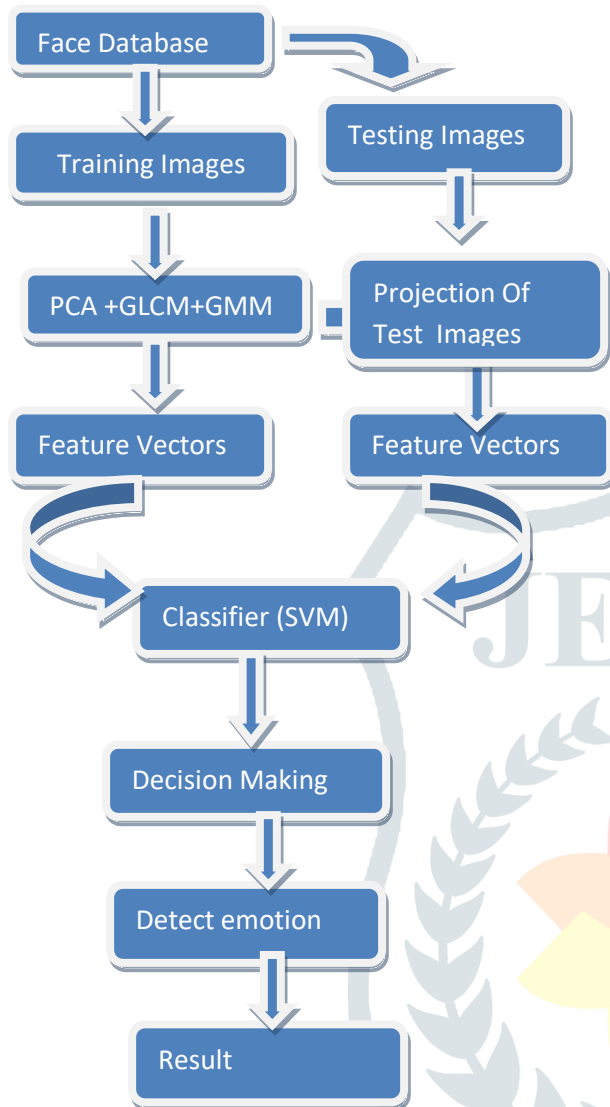 Face Database
Testing Images
Training Images
PCA +GLCM+GMM
Projection Of
Test Images
Feature Vectors
Feature Vectors
Classifier (SVM)
Decision Making
Detect emotion
Result
JE